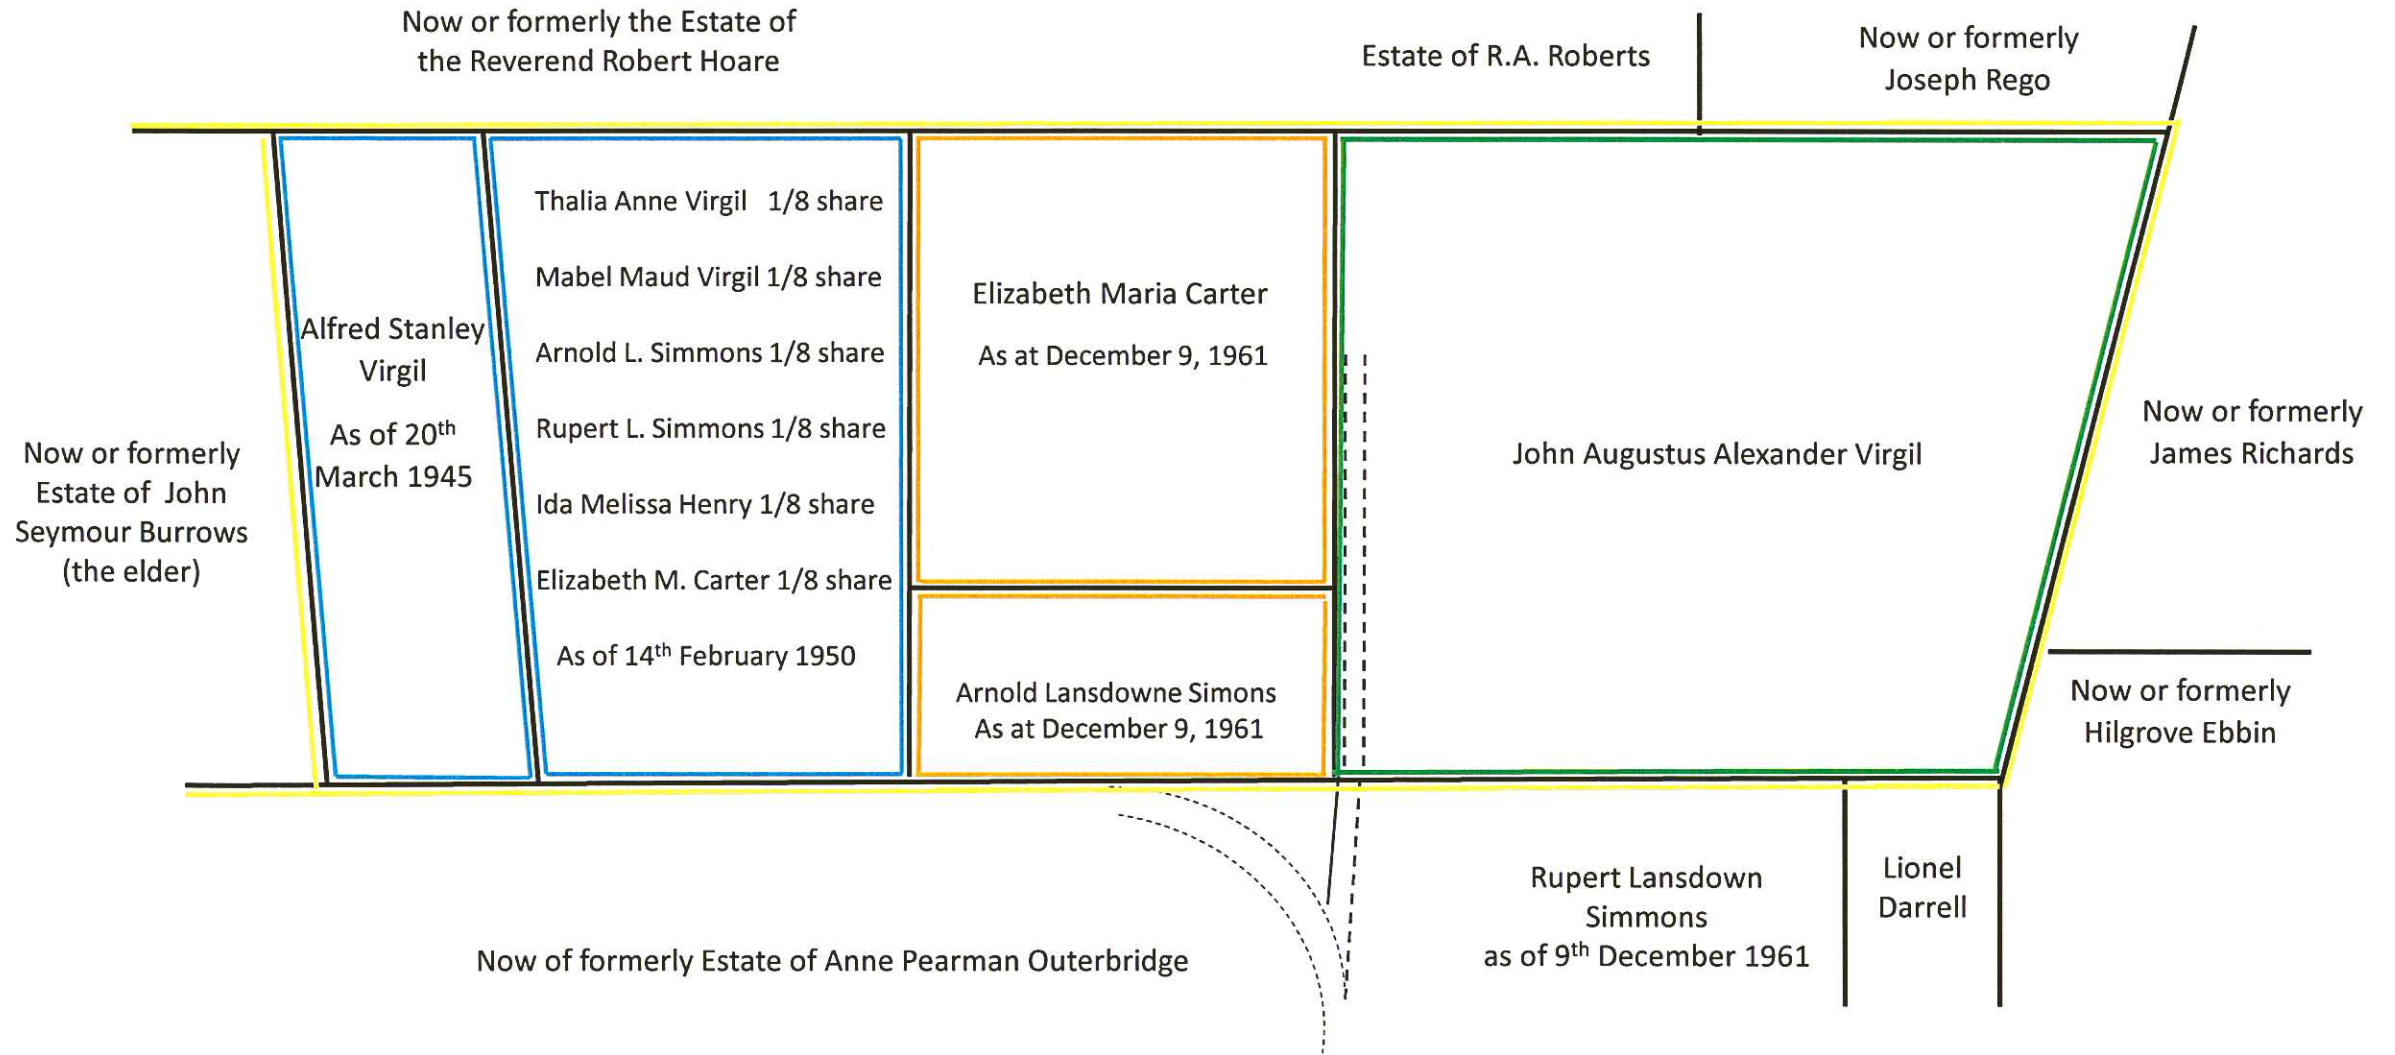 Now or formerly the Estate of
the Reverend Robert Hoare
Estate of R.A. Roberts
Now or formerly
Joseph Rego
Now or formerly
Estate of John
Seymour Burrows
(the elder)
Alfred Stanley
Virgil
As of 20th
March 1945
Thalia Anne Virgil 1/8 share
Mabel Maud Virgil 1/8 share
Arnold L. Simmons 1/8 share
Rupert L. Simmons 1/8 share
Ida Melissa Henry 1/8 share
Elizabeth M. Carter 1/8 share
As of 14th February 1950
Elizabeth Maria Carter
As at December 9, 1961
Arnold Lansdowne Simons
As at December 9, 1961
John Augustus Alexander Virgil
Now or formerly
James Richards
Now or formerly
Hilgrove Ebbin
Now of formerly Estate of Anne Pearman Outerbridge
Rupert Lansdown
Simmons
as of 9th December 1961
Lionel
Darrell